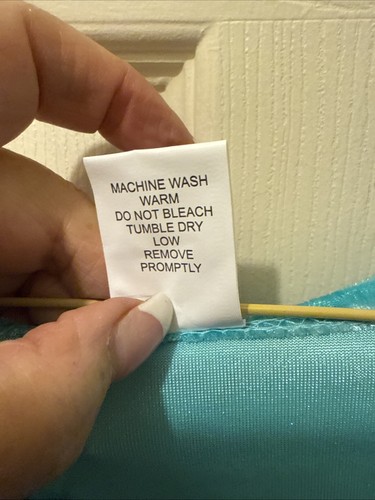 MACHINE WASH
WARM
DO NOT BLEACH
TUMBLE DRY
LOW
REMOVE
PROMPTLY